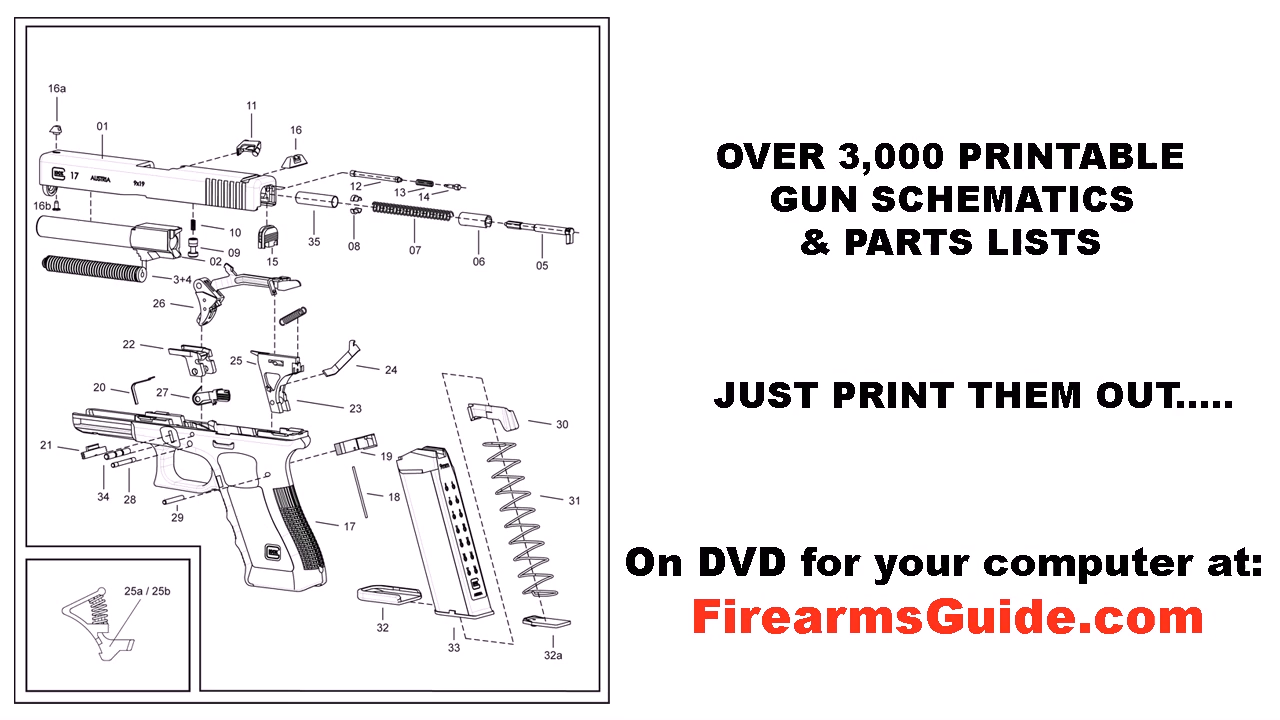 16a
01
11
16
17
AUSTRIA
9x19
12
13
14
16b
35
08
07
06
05
10
09
15
02
3+4
26
22
25
24
20
27
23
30
21
19
34
28
18
31
29
17
9mm
25a / 25b
32
33
32a
OVER 3,000 PRINTABLE
GUN SCHEMATICS
& PARTS LISTS
JUST PRINT THEM OUT.....
On DVD for your computer at:
FirearmsGuide.com